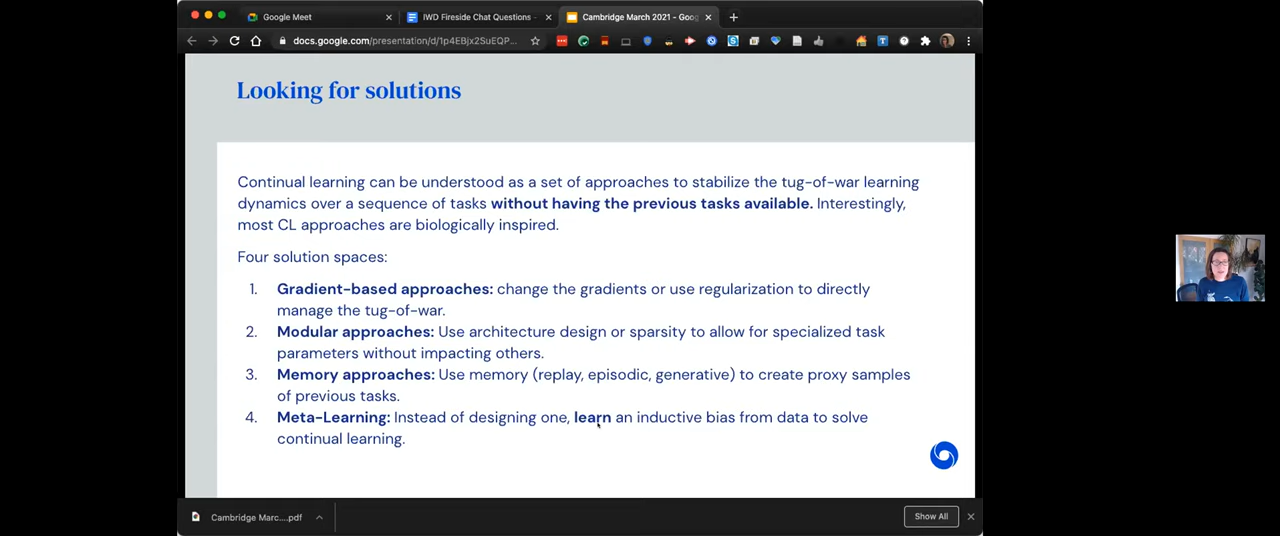 Google Meet
IWD Fireside Chat Questions -
Cambridge March 2021 - Goog
docs.google.com/presentation/d/1p4EBjx2SuEQP...
Looking for solutions
Continual learning can be understood as a set of approaches to stabilize the tug-of-war learning
dynamics over a sequence of tasks without having the previous tasks available. Interestingly,
most CL approaches are biologically inspired.
Four solution spaces:
1. Gradient-based approaches: change the gradients or use regularization to directly
manage the tug-of-war.
2. Modular approaches: Use architecture design or sparsity to allow for specialized task
parameters without impacting others.
3. Memory approaches: Use memory (replay, episodic, generative) to create proxy samples
of previous tasks.
4. Meta-Learning: Instead of designing one, learn an inductive bias from data to solve
continual learning.
Cambridge Marc....pdf
Show All